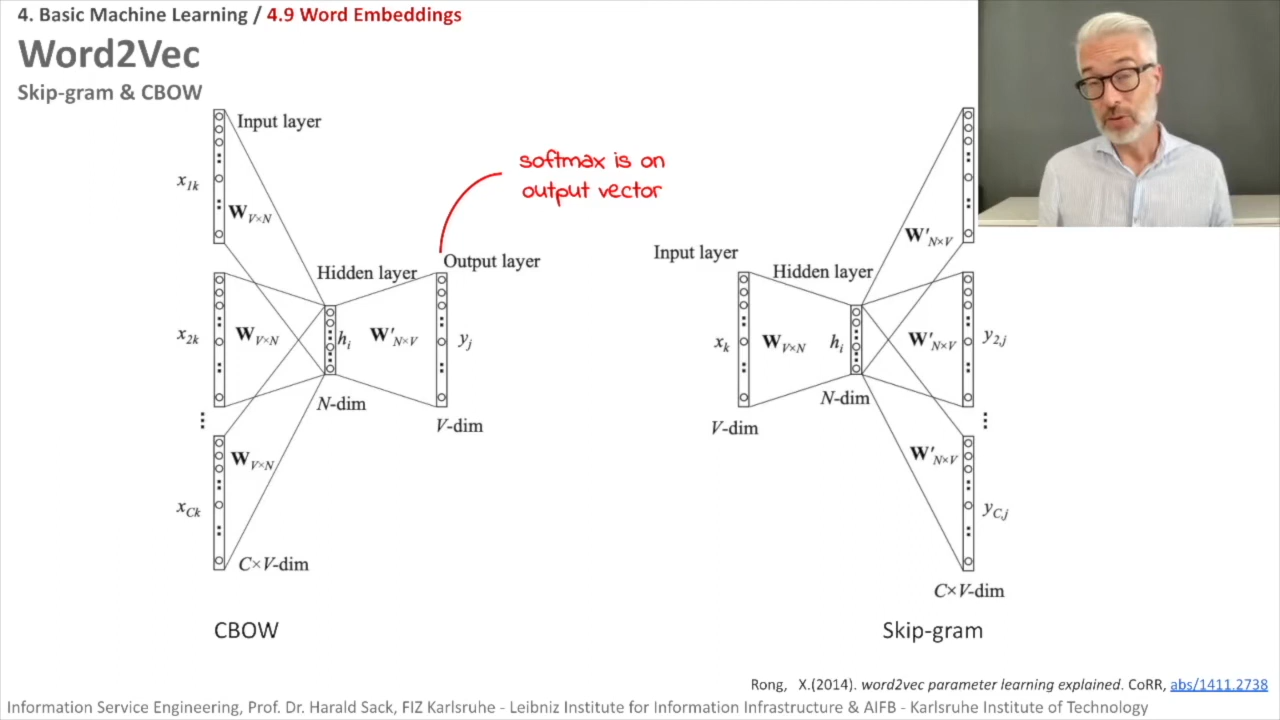 4. Basic Machine Learning / 4.9 Word Embeddings
Word2Vec
Skip-gram & CBOW
Input layer
x1k
WV×N
softmax is on
output vector
Hidden layer
Output layer
x2k
WV×N
hi
W'N×V
yj
N-dim
V-dim
⋮
WV×N
xCk
C×V-dim
CBOW
Input layer
Hidden layer
W'N×V
xk
WV×N
hi
W'N×V
y2,j
N-dim
V-dim
⋮
W'N×V
yC,j
C×V-dim
Skip-gram
Rong, X.(2014). word2vec parameter learning explained. CoRR, abs/1411.2738
Information Service Engineering, Prof. Dr. Harald Sack, FIZ Karlsruhe - Leibniz Institute for Information Infrastructure & AIFB - Karlsruhe Institute of Technology